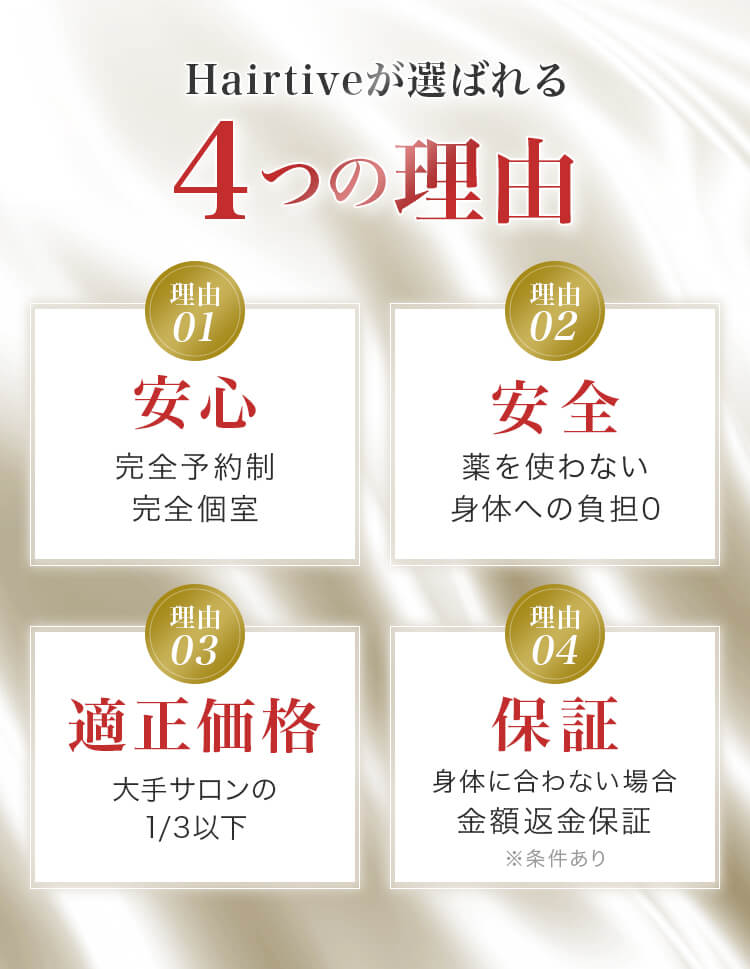 Hairtiveが選ばれる
4つの理由
理由
01
安心
完全予約制
完全個室
理由
02
安全
薬を使わない
身体への負担0
理由
03
適正価格
大手サロンの
1/3以下
理由
04
保証
身体に合わない場合
金額返金保証
※条件あり